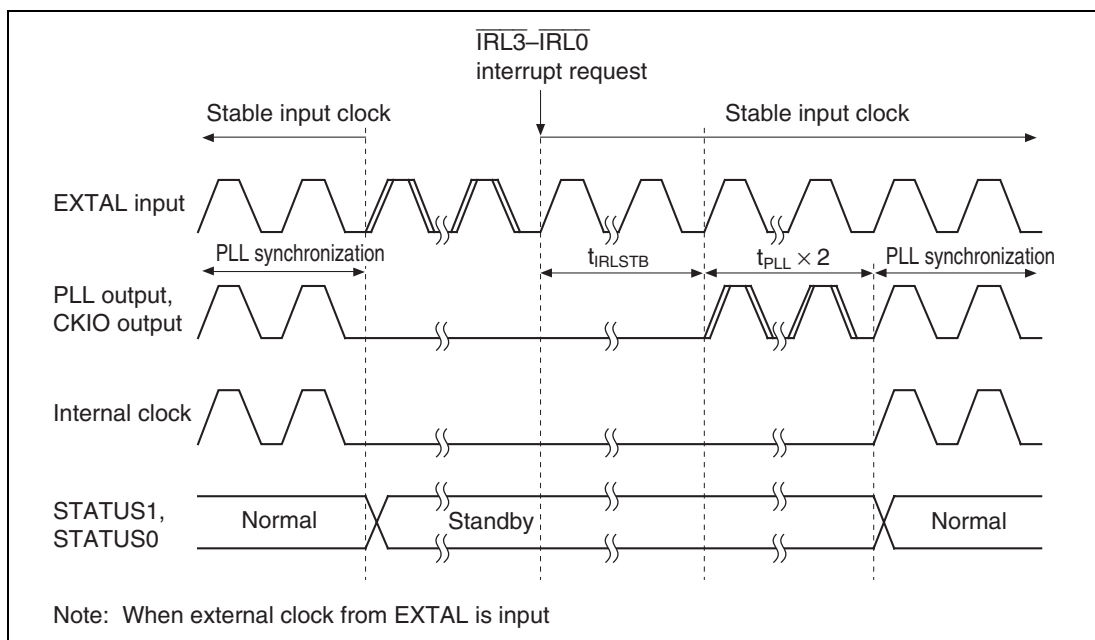 IRL3–IRL0
interrupt request
Stable input clock
Stable input clock
EXTAL input
PLL synchronization
tIRLSTB
tPLL × 2
PLL synchronization
PLL output,
CKIO output
Internal clock
STATUS1,
STATUS0
Normal
Standby
Normal
Note: When external clock from EXTAL is input